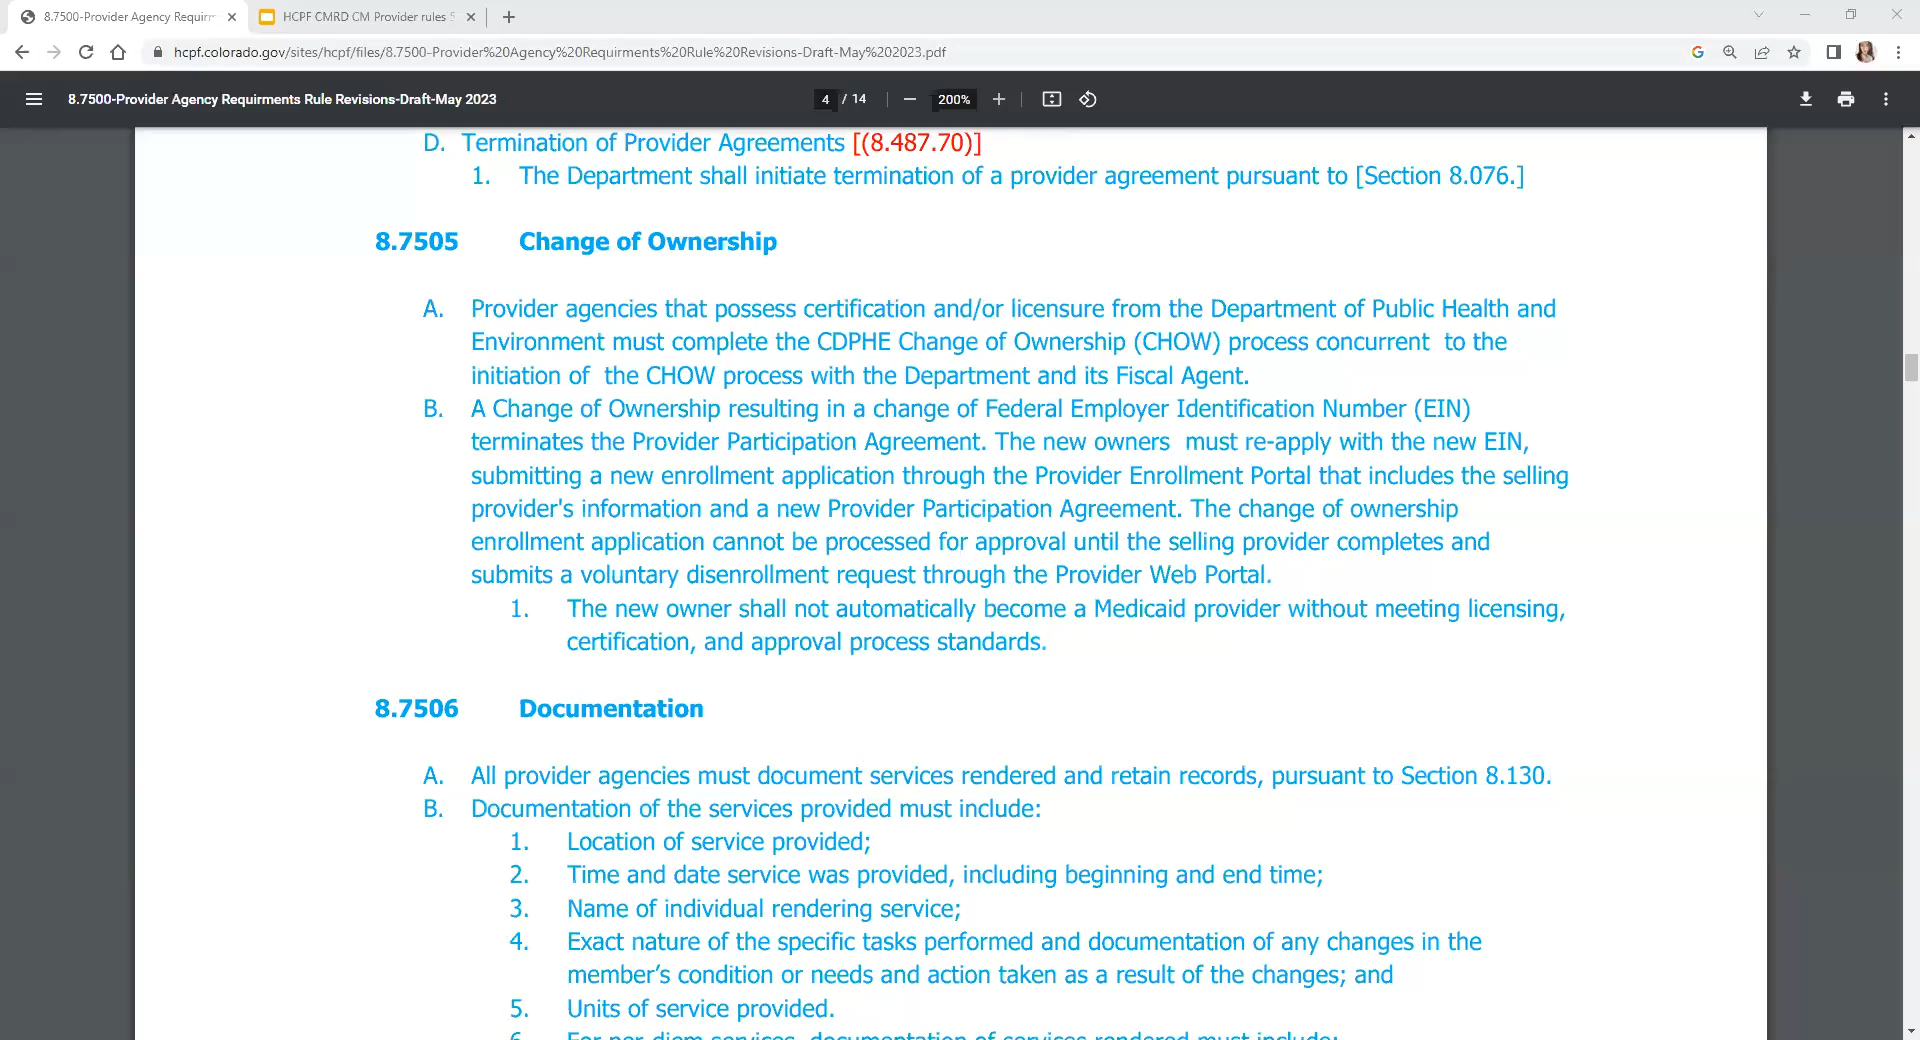 8.7500-Provider Agency Requirm
HCPF CMRD CM Provider rules 5
hcpf.colorado.gov/sites/hcpf/files/8.7500-Provider%20Agency%20Requirments%20Rule%20Revisions-Draft-May%202023.pdf
8.7500-Provider Agency Requirments Rule Revisions-Draft-May 2023
4 / 14
200%
D. Termination of Provider Agreements [(8.487.70)]
1. The Department shall initiate termination of a provider agreement pursuant to [Section 8.076.]
8.7505 Change of Ownership
A. Provider agencies that possess certification and/or licensure from the Department of Public Health and
Environment must complete the CDPHE Change of Ownership (CHOW) process concurrent to the
initiation of the CHOW process with the Department and its Fiscal Agent.
B. A Change of Ownership resulting in a change of Federal Employer Identification Number (EIN)
terminates the Provider Participation Agreement. The new owners must re-apply with the new EIN,
submitting a new enrollment application through the Provider Enrollment Portal that includes the selling
provider's information and a new Provider Participation Agreement. The change of ownership
enrollment application cannot be processed for approval until the selling provider completes and
submits a voluntary disenrollment request through the Provider Web Portal.
1. The new owner shall not automatically become a Medicaid provider without meeting licensing,
certification, and approval process standards.
8.7506 Documentation
A. All provider agencies must document services rendered and retain records, pursuant to Section 8.130.
B. Documentation of the services provided must include:
1. Location of service provided;
2. Time and date service was provided, including beginning and end time;
3. Name of individual rendering service;
4. Exact nature of the specific tasks performed and documentation of any changes in the
member’s condition or needs and action taken as a result of the changes; and
5. Units of service provided.
6. For per diem services, documentation of services rendered must include: